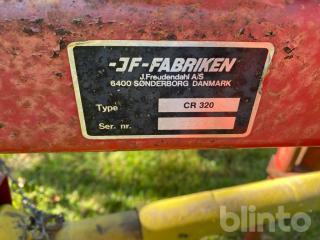 -JF-FABRIKEN
J.Freudendahl A/S
6400 SØNDERBORG DANMARK
Type CR 320
Ser. nr.
blinto